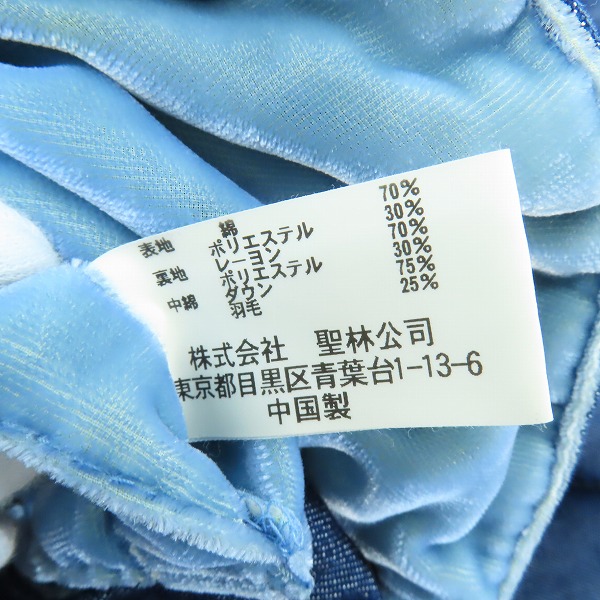 表地 綿 70%
ポリエステル 30%
裏地 レーヨン 70%
ポリエステル 30%
中綿 ダウン 75%
羽毛 25%
株式会社 聖林公司
東京都目黒区青葉台1-13-6
中国製